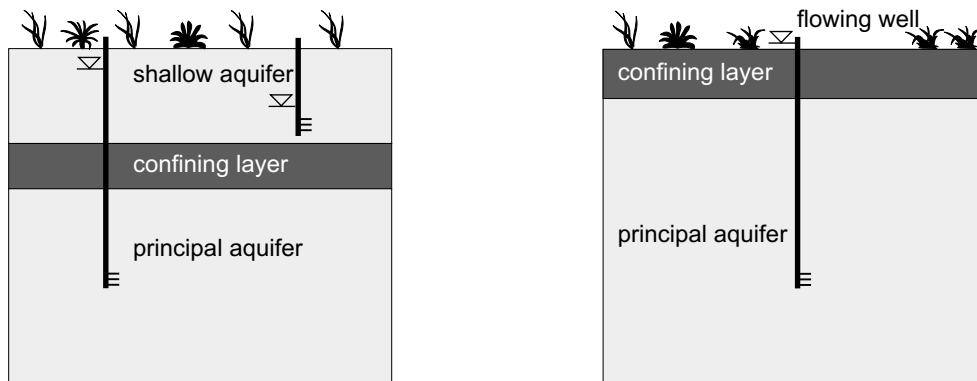 shallow aquifer
confining layer
principal aquifer
flowing well
confining layer
principal aquifer